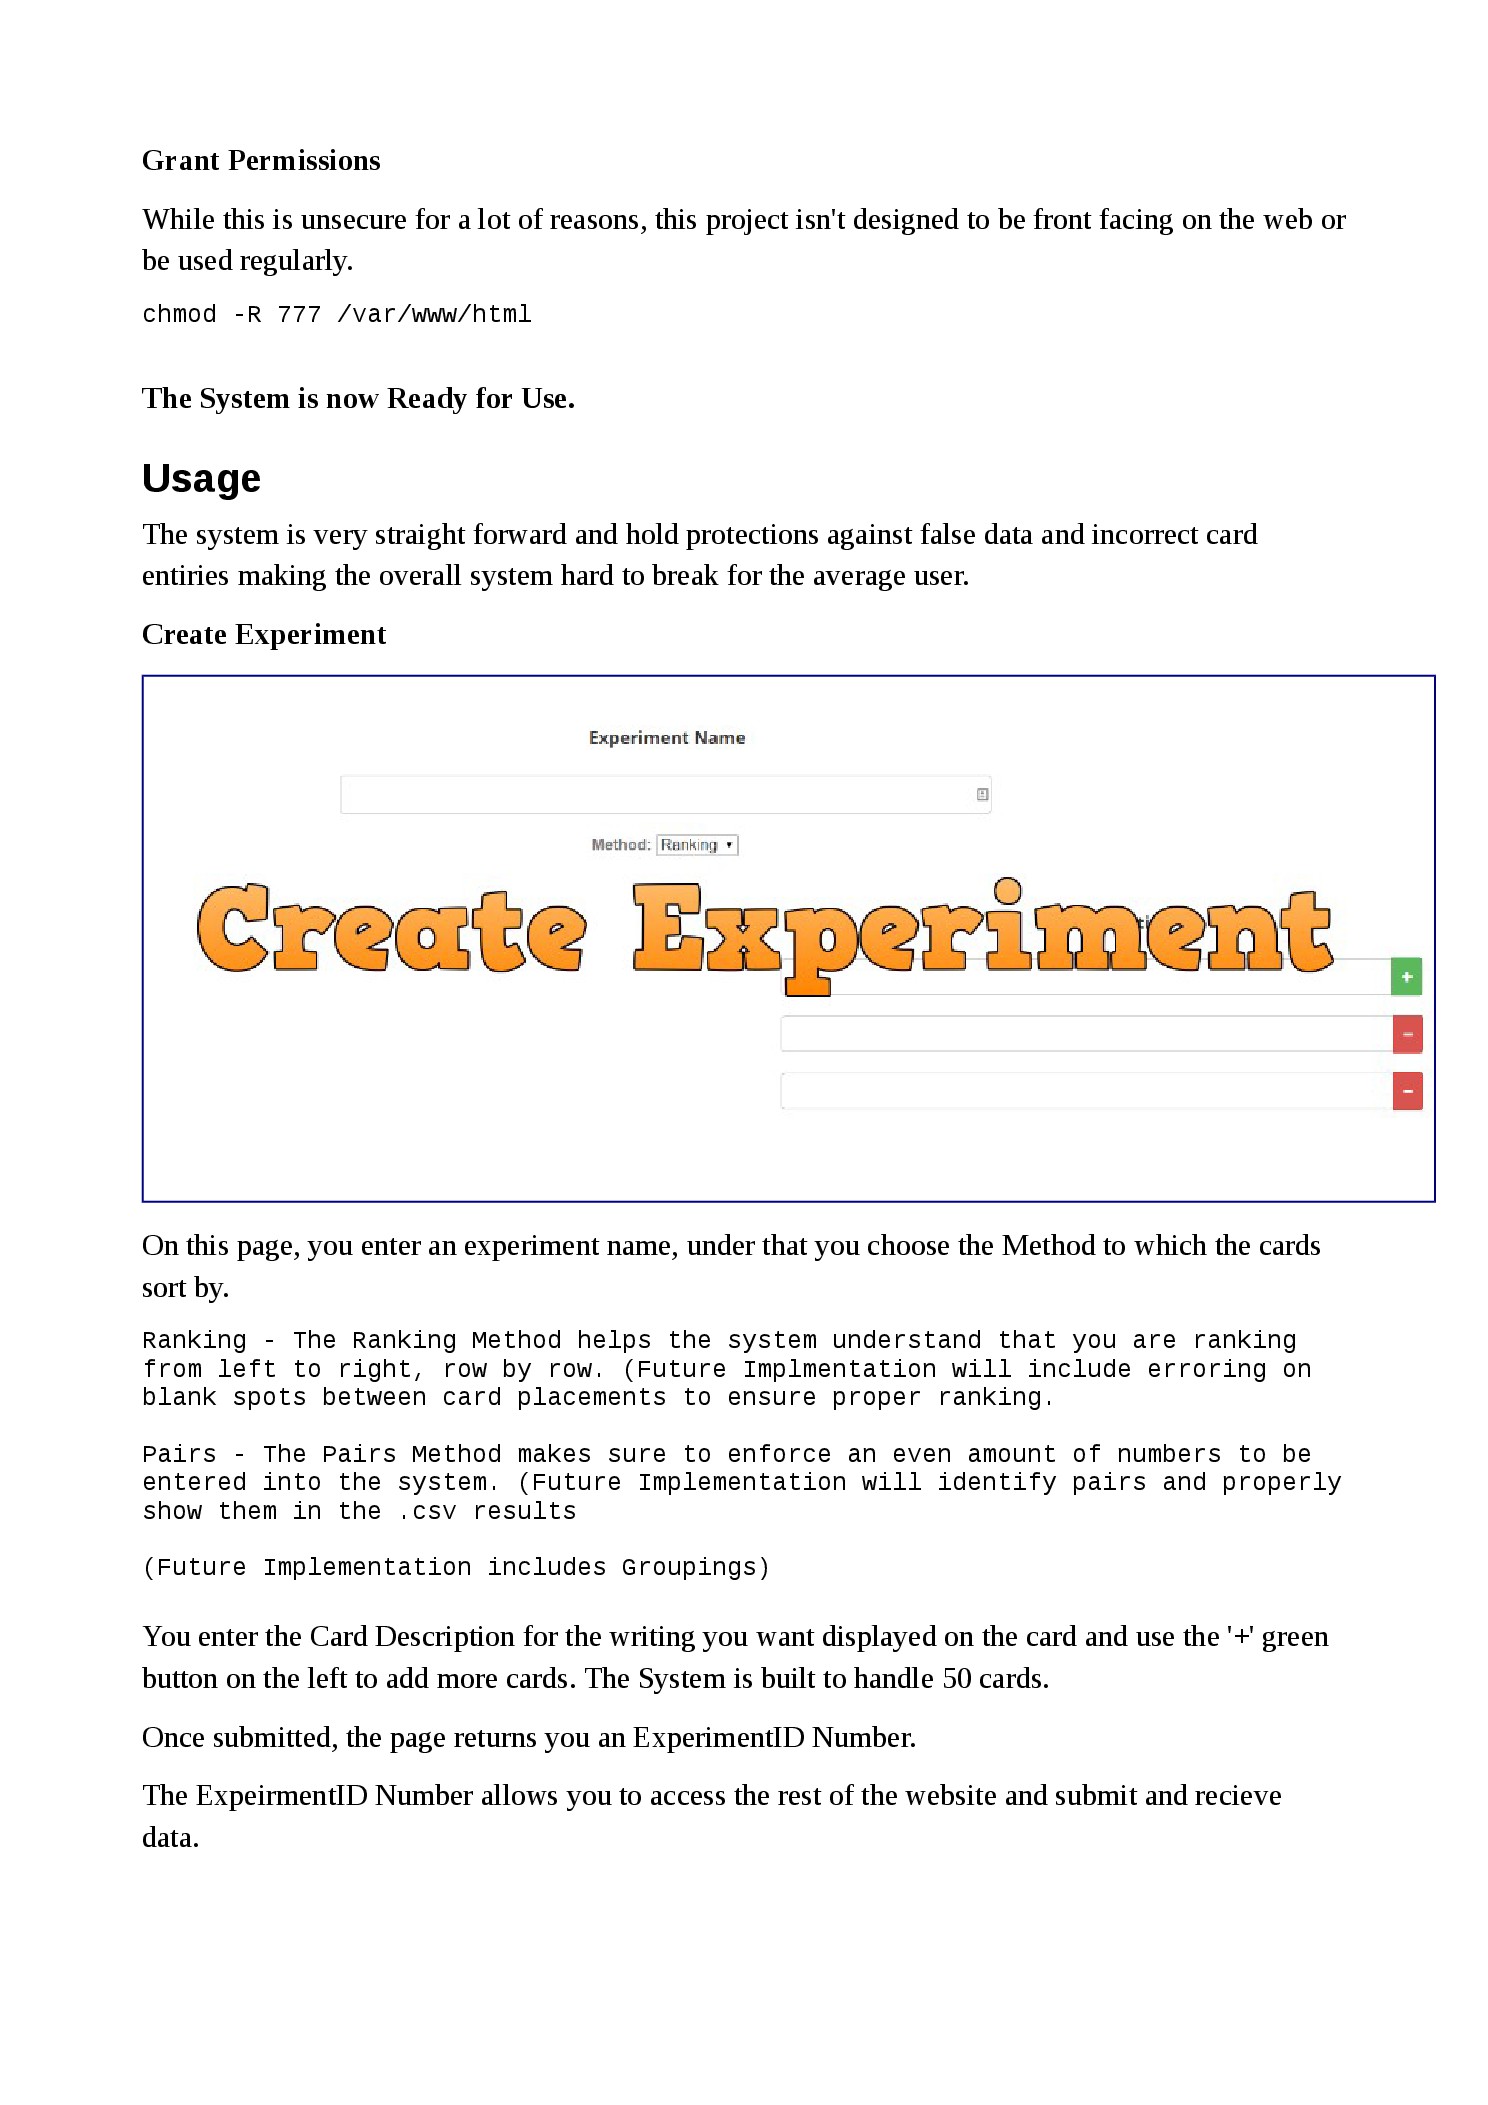 Grant Permissions
While this is unsecure for a lot of reasons, this project isn't designed to be front facing on the web or
be used regularly.
chmod -R 777 /var/www/html
The System is now Ready for Use.
Usage
The system is very straight forward and hold protections against false data and incorrect card
entiries making the overall system hard to break for the average user.
Create Experiment
Experiment Name
Method: Ranking
Create Experiment
+
-
-
On this page, you enter an experiment name, under that you choose the Method to which the cards
sort by.
Ranking - The Ranking Method helps the system understand that you are ranking
from left to right, row by row. (Future Implmentation will include erroring on
blank spots between card placements to ensure proper ranking.
Pairs - The Pairs Method makes sure to enforce an even amount of numbers to be
entered into the system. (Future Implementation will identify pairs and properly
show them in the .csv results
(Future Implementation includes Groupings)
You enter the Card Description for the writing you want displayed on the card and use the '+' green
button on the left to add more cards. The System is built to handle 50 cards.
Once submitted, the page returns you an ExperimentID Number.
The ExpeirmentID Number allows you to access the rest of the website and submit and recieve
data.